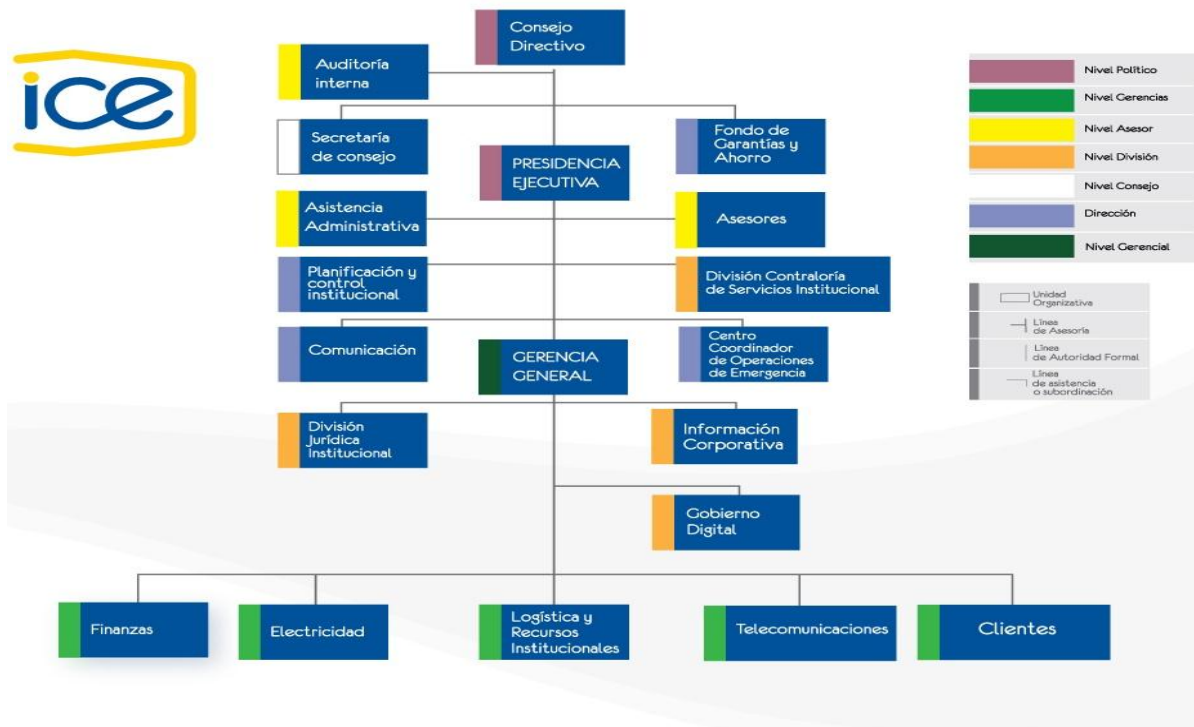 Consejo
Directivo
Auditoría
interna
ice
Secretaría
de consejo
Fondo de
Garantías y
Ahorro
PRESIDENCIA
EJECUTIVA
Asistencia
Administrativa
Asesores
Planificación y
control
institucional
División Contraloría
de Servicios Institucional
Comunicación
GERENCIA
GENERAL
Centro
Coordinador
de Operaciones
de Emergencia
División
Jurídica
Institucional
Información
Corporativa
Gobierno
Digital
Finanzas
Electricidad
Logística y
Recursos
Institucionales
Telecomunicaciones
Clientes
Nivel Político
Nivel Gerencias
Nivel Asesor
Nivel División
Nivel Consejo
Dirección
Nivel Gerencial
Unidad
Organizativa
Línea
de Asesoría
Línea
de Autoridad Formal
Línea
de asistencia
o subordinación